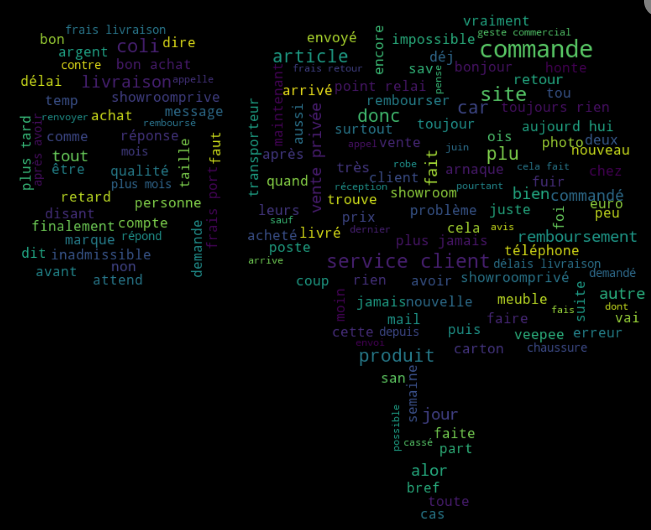 frais livraison
bon
coli
dire
argent
contre
bon achat
délai
livraison
appelle
temp
showroomprive
renvoyer
achat
message
remboursé
plus tard
après avoir
comme
réponse
mois
taille
faut
tout
être
qualité
plus mois
retard
personne
disant
finalement
compte
frais port
marque
répond
demande
dit
inadmissible
avant
non
attend
vraiment
geste commercial
envoyé
encore
impossible
commande
article
déj
frais retour
sav
bonjour
honte
maintenant
arrivé
point relai
pense
retour
site
tou
transporteur
aussi
vente privée
rembourser
car
toujours rien
donc
surtout
toujour
aujourd hui
appel
vente
juin
ois
photo
deux
après
plu
nouveau
très
robe
fait
arnaque
cela fait
chez
quand
client
fuir
réception
pourtant
showroom
bien
commandé
leurs
trouve
juste
foi
euro
sauf
prix
problème
peu
acheté
livré
dernier
cela
avis
remboursement
poste
plus jamais
téléphone
arrive
service client
délais livraison
coup
rien
avoir
showroomprivé
demandé
moin
jamais
nouvelle
meuble
suite
autre
mail
faire
fais
dont
vai
cette
depuis
puis
veepee
erreur
envoi
produit
carton
chaussure
san
semaine
possible
jour
faite
cassé
part
alor
bref
toute
cas